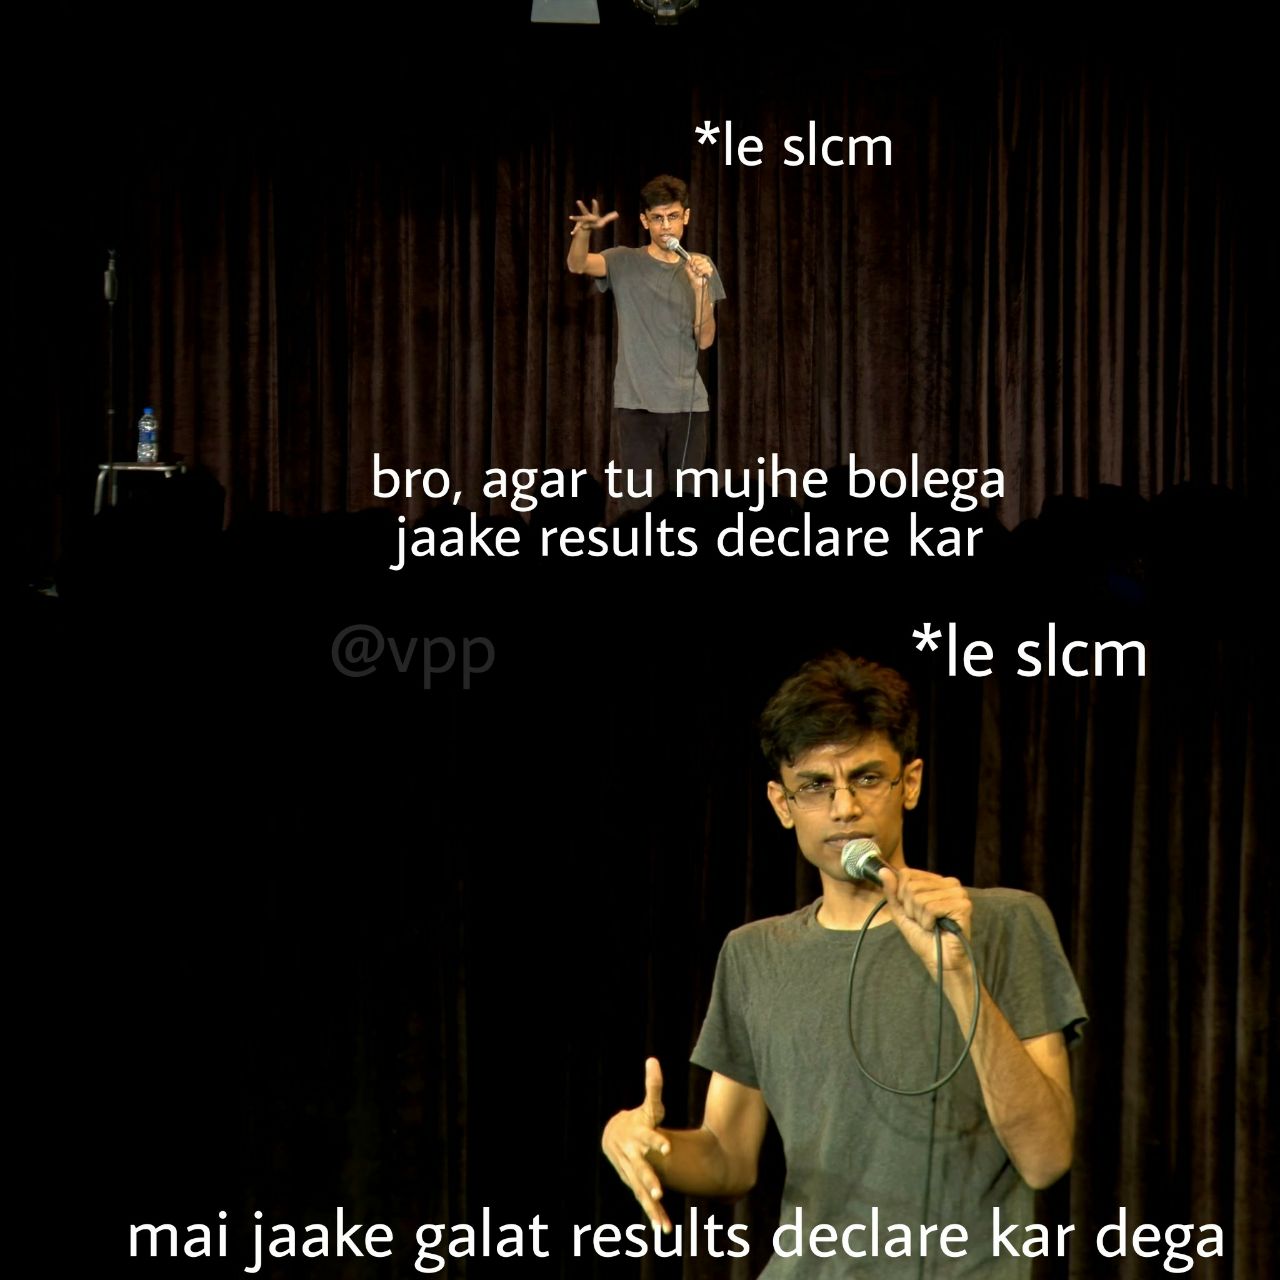 *le slcm
bro, agar tu mujhe bolega
jaake results declare kar
@vpp
*le slcm
mai jaake galat results declare kar dega